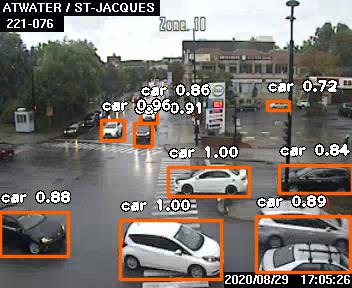 ATWATER / ST-JACQUES
221-076
Zone 10
car 0.86
car 0.72
car 0.96
0.91
car 1.00
car 0.84
car 0.88
car 1.00
car 0.89
2020/08/29 17:05:26